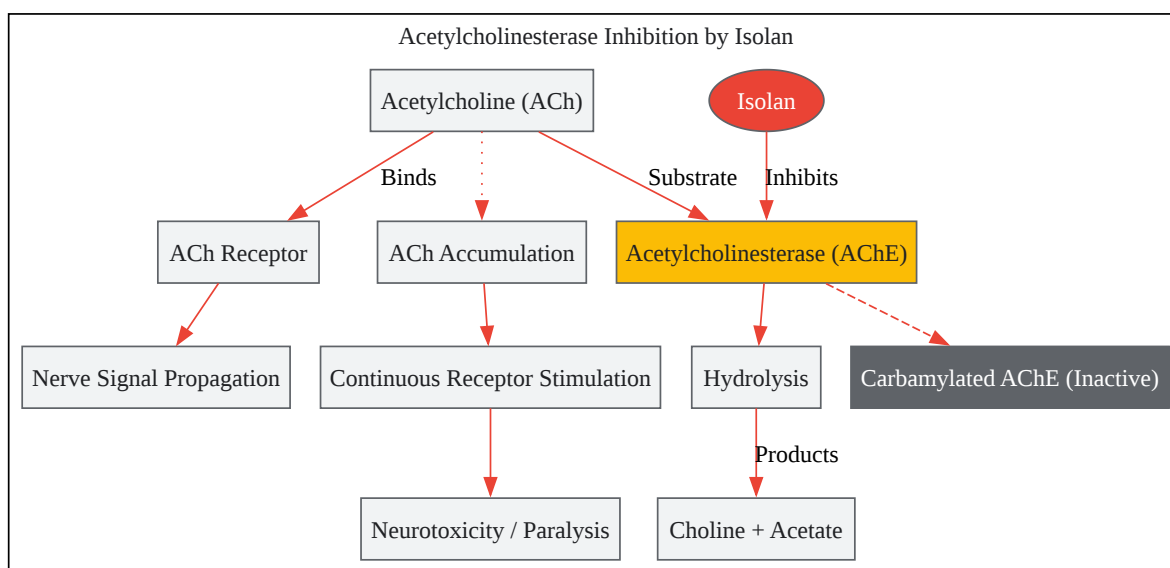 Acetylcholinesterase Inhibition by Isolan
Acetylcholine (ACh)
Isolan
Binds
Substrate
Inhibits
ACh Receptor
ACh Accumulation
Acetylcholinesterase (AChE)
Nerve Signal Propagation
Continuous Receptor Stimulation
Hydrolysis
Carbamylated AChE (Inactive)
Products
Neurotoxicity / Paralysis
Choline + Acetate